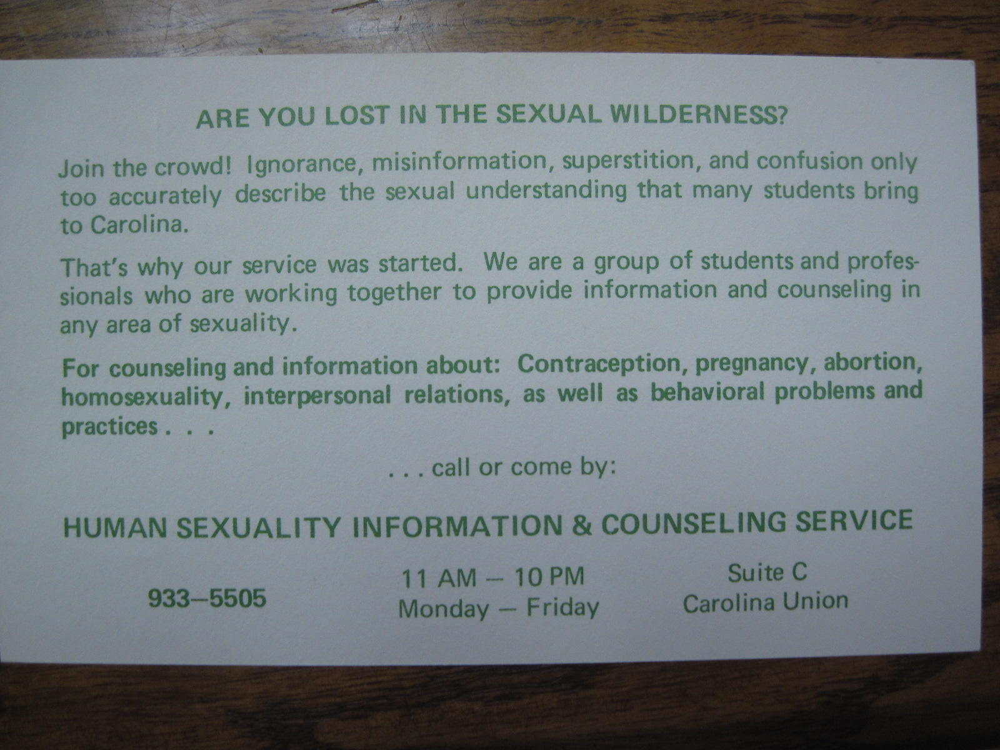 ARE YOU LOST IN THE SEXUAL WILDERNESS?
Join the crowd! Ignorance, misinformation, superstition, and confusion only
too accurately describe the sexual understanding that many students bring
to Carolina.
That's why our service was started. We are a group of students and profes-
sionals who are working together to provide information and counseling in
any area of sexuality.
For counseling and information about: Contraception, pregnancy, abortion,
homosexuality, interpersonal relations, as well as behavioral problems and
practices . . .
. . . call or come by:
HUMAN SEXUALITY INFORMATION & COUNSELING SERVICE
933—5505
11 AM — 10 PM
Monday — Friday
Suite C
Carolina Union